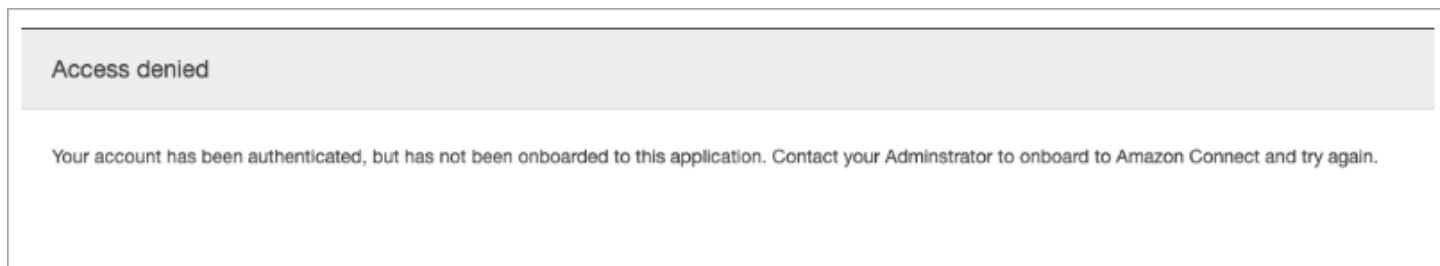 Access denied
Your account has been authenticated, but has not been onboarded to this application. Contact your Adminstrator to onboard to Amazon Connect and try again.